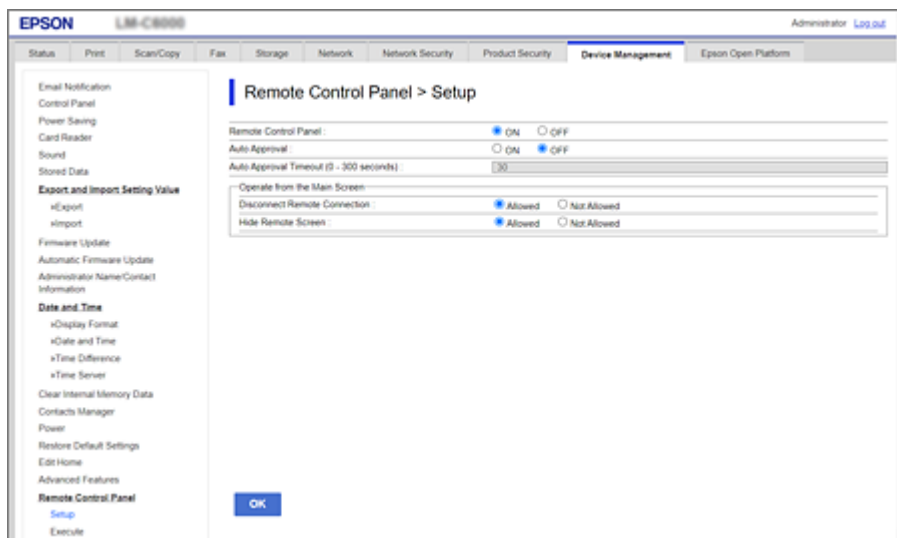 EPSON
Administrator Log out
Status Print Scan/Copy Fax Storage Network Network Security Product Security Device Management Epson Open Platform
Email Notification
Control Panel
Power Saving
Card Reader
Sound
Stored Data
Export and Import Setting Value
»Export
»Import
Firmware Update
Automatic Firmware Update
Administrator Name/Contact
Information
Date and Time
»Display Format
»Date and Time
»Time Difference
»Time Server
Clear Internal Memory Data
Contacts Manager
Power
Restore Default Settings
Edit Home
Advanced Features
Remote Control Panel
Setup
Execute
Remote Control Panel > Setup
Remote Control Panel : ON OFF
Auto Approval : ON OFF
Auto Approval Timeout (0 - 300 seconds) : 30
Operate from the Main Screen
Disconnect Remote Connection : Allowed Not Allowed
Hide Remote Screen : Allowed Not Allowed
OK